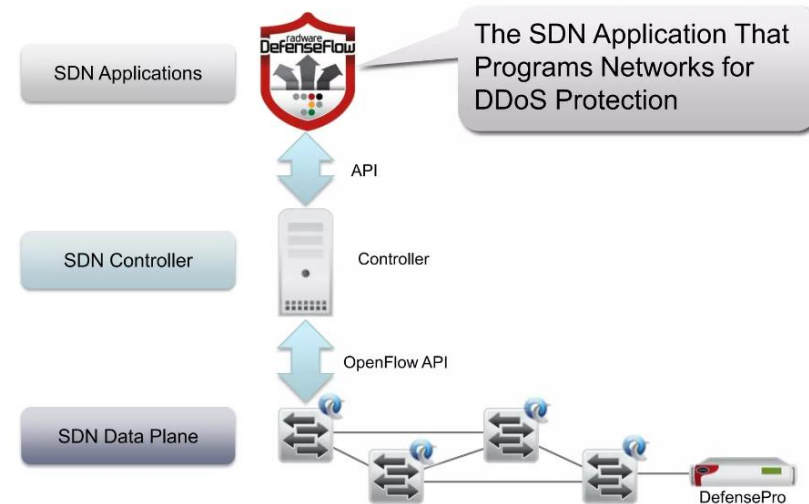 radware
DefenseFlow
The SDN Application That
Programs Networks for
DDoS Protection
SDN Applications
API
SDN Controller
Controller
OpenFlow API
SDN Data Plane
DefensePro